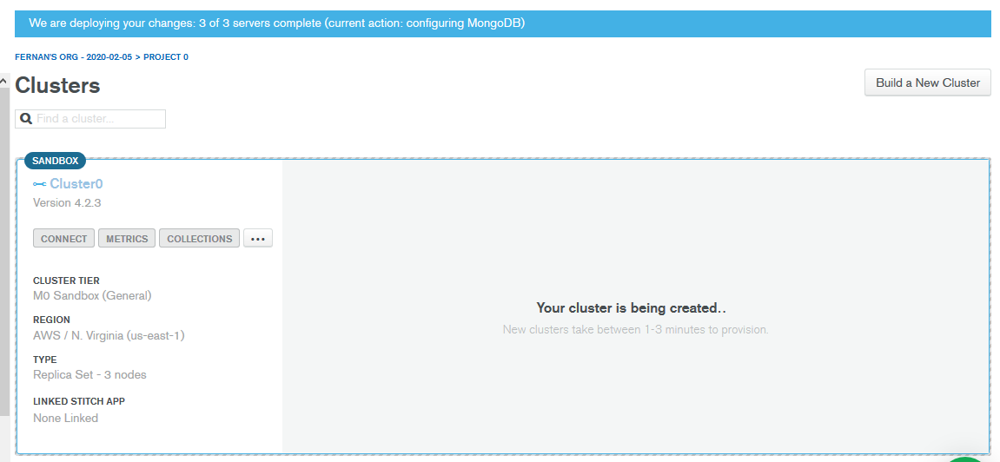 We are deploying your changes: 3 of 3 servers complete (current action: configuring MongoDB)
FERNAN'S ORG - 2020-02-05 > PROJECT 0
Clusters
Build a New Cluster
Find a cluster...
SANDBOX
Cluster0
Version 4.2.3
CONNECT METRICS COLLECTIONS ...
CLUSTER TIER
M0 Sandbox (General)
REGION
AWS / N. Virginia (us-east-1)
TYPE
Replica Set - 3 nodes
LINKED STITCH APP
None Linked
Your cluster is being created..
New clusters take between 1-3 minutes to provision.